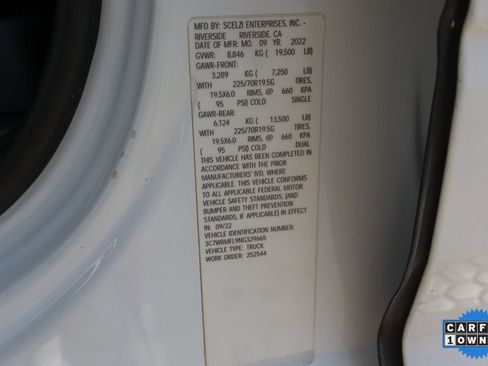 MFD BY: SCELZI ENTERPRISES, INC. -
RIVERSIDE RIVERSIDE, CA
DATE OF MFR: MO. 09 YR. 2022
GVWR: 8,846 KG ( 19,500 LB)
GAWR-FRONT:
3,289 KG ( 7,250 LB)
WITH 225/70R19.5G TIRES,
19.5X6.0 RIMS, @ 660 KPA
( 95 PSI) COLD SINGLE
GAWR-REAR:
6,124 KG ( 13,500 LB)
WITH 225/70R19.5G TIRES,
19.5X6.0 RIMS, @ 660 KPA
( 95 PSI) COLD DUAL
THIS VEHICLE HAS BEEN COMPLETED IN
ACCORDANCE WITH THE PRIOR
MANUFACTURERS' IVD. WHERE
APPLICABLE. THIS VEHICLE CONFORMS
TO ALL APPLICABLE FEDERAL MOTOR
VEHICLE SAFETY STANDARDS, [AND
BUMPER AND THEFT PREVENTION
STANDARDS, IF APPLICABLE] IN EFFECT
IN: 09/22
VEHICLE IDENTIFICATION NUMBER:
3C7WRMFL9NG329665
VEHICLE TYPE: TRUCK
WORK ORDER: 252544
CARF
1 OWN